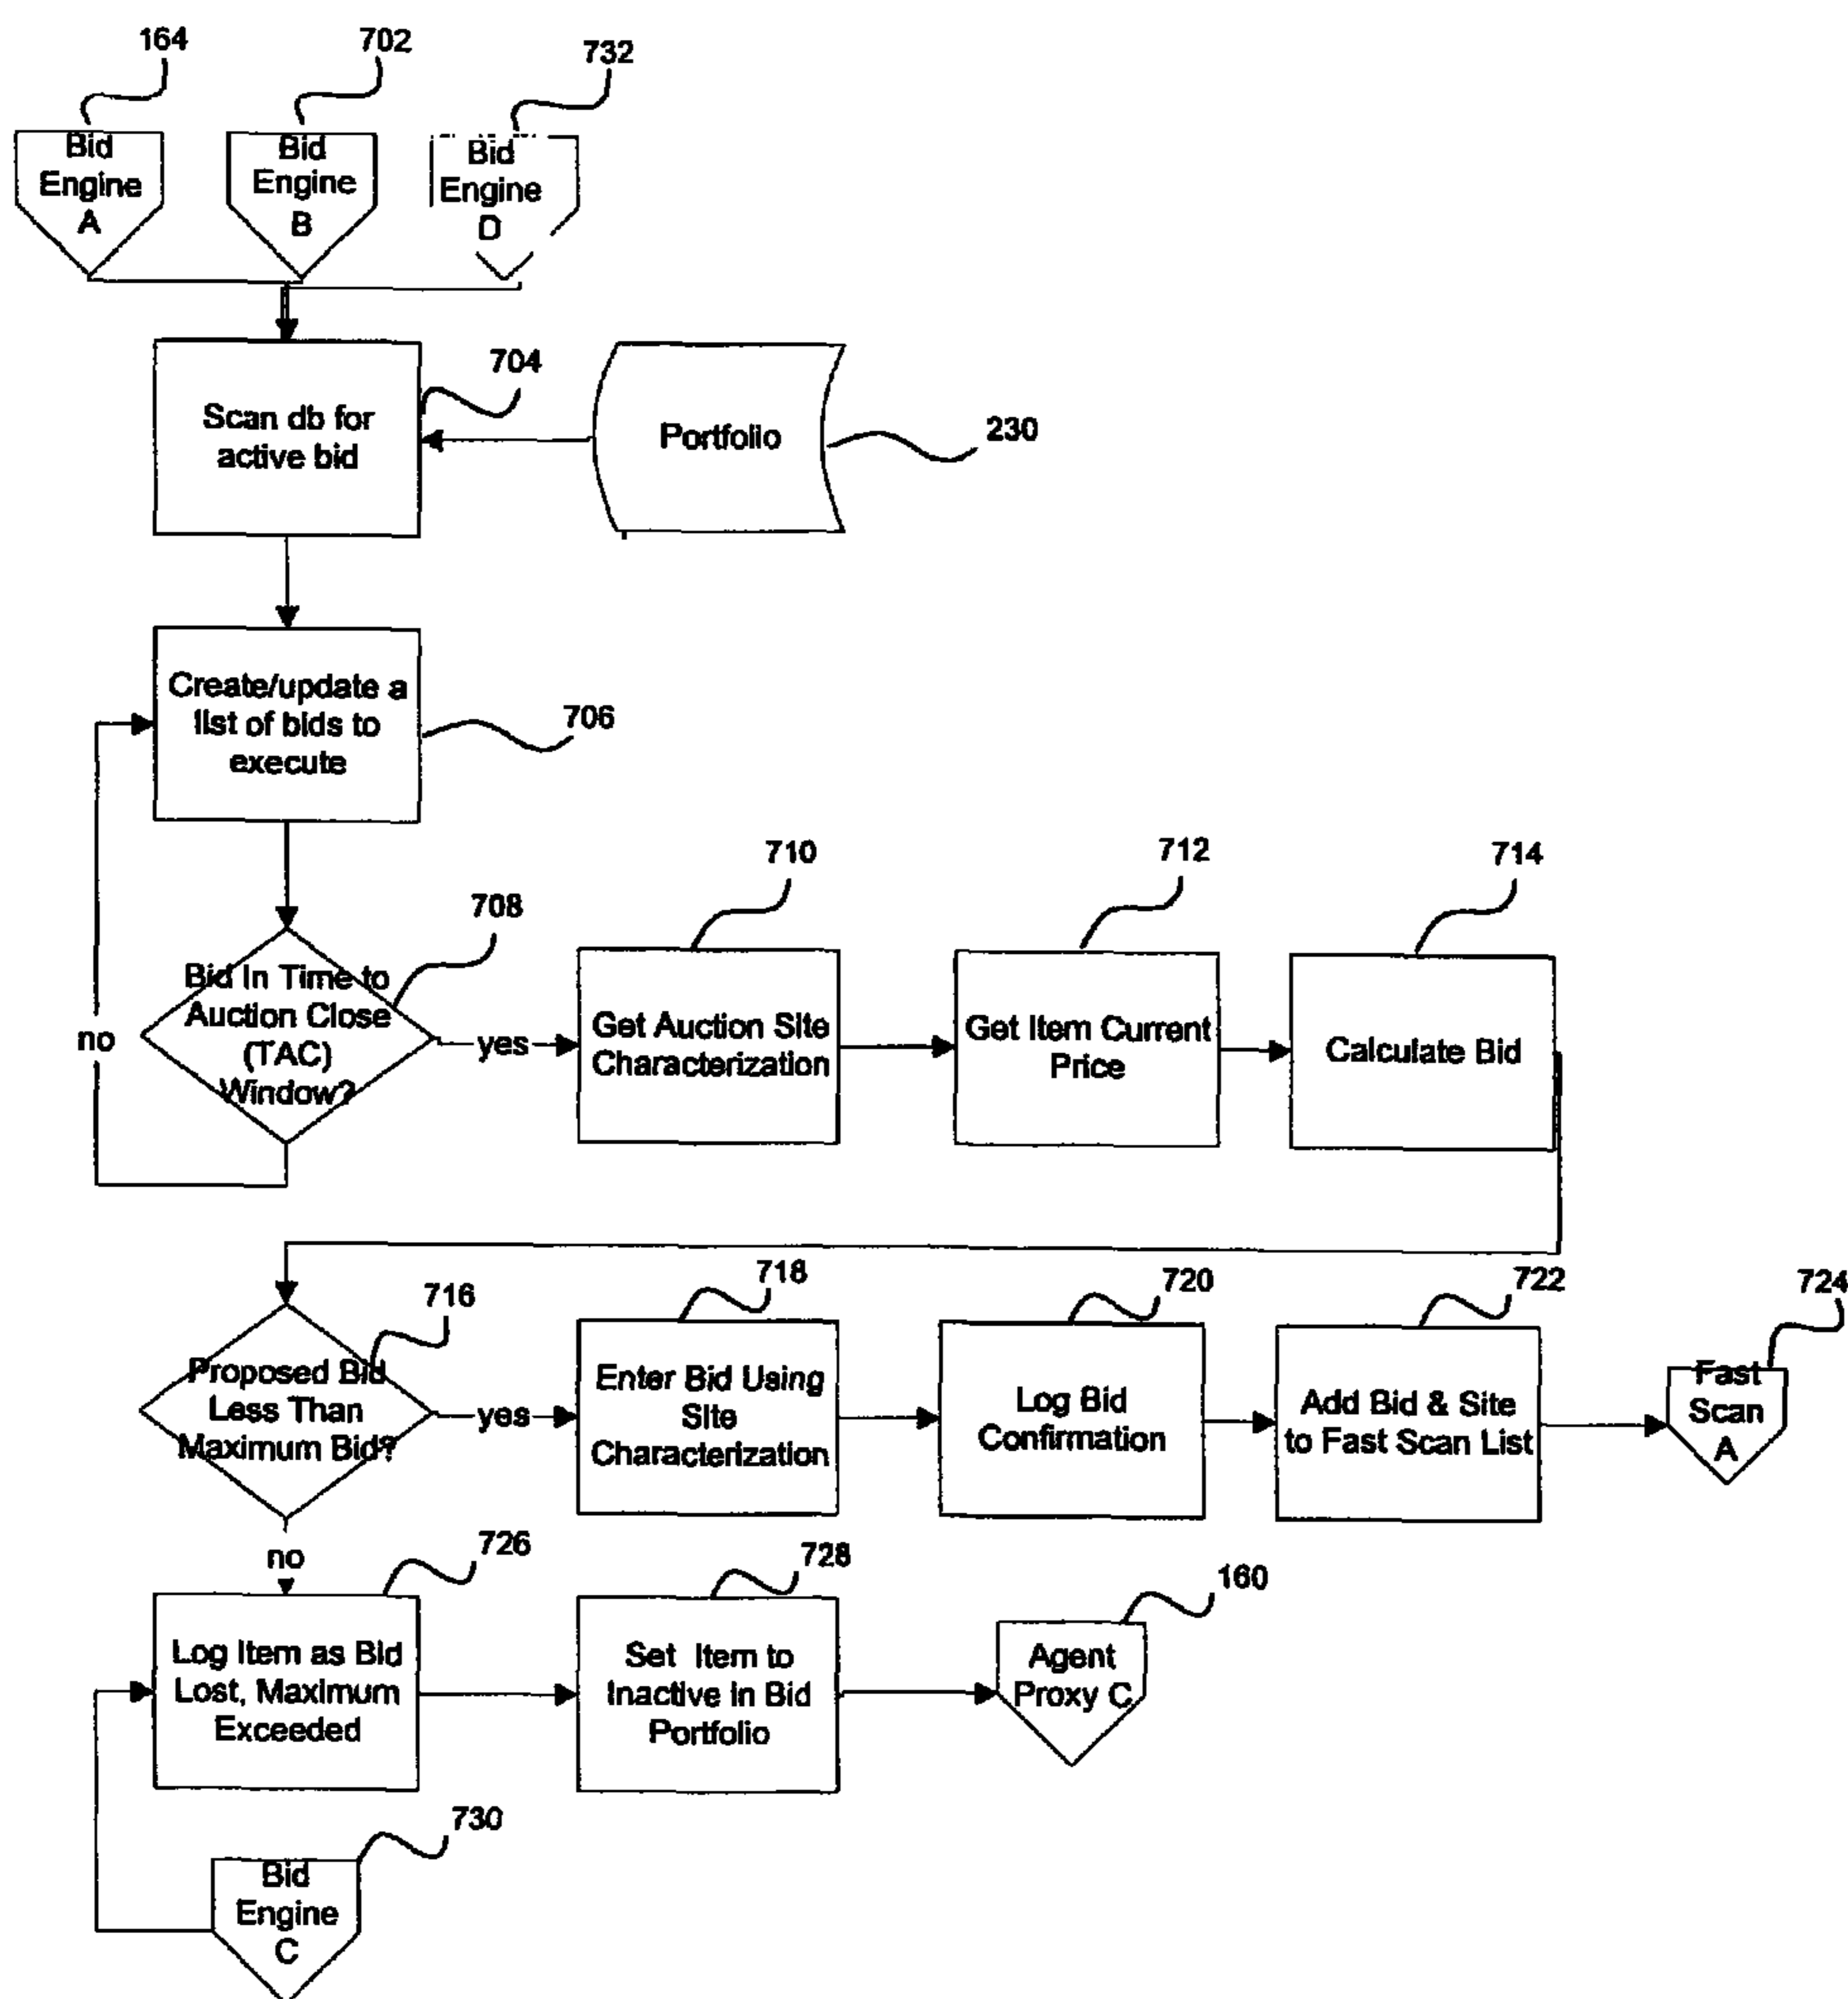 164
702
732
Bid
Engine
A
Bid
Engine
B
Bid
Engine
D
704
Scan db for
active bid
Portfolio
230
Create/update a
list of bids to
execute
706
708
710
712
714
Bid In Time to
Auction Close
(TAC)
Window?
no
yes
Get Auction Site
Characterization
Get Item Current
Price
Calculate Bid
716
718
720
722
724
Proposed Bid
Less Than
Maximum Bid?
yes
Enter Bid Using
Site
Characterization
Log Bid
Confirmation
Add Bid & Site
to Fast Scan List
Fast
Scan
A
no
726
728
160
Log Item as Bid
Lost, Maximum
Exceeded
Set Item to
Inactive in Bid
Portfolio
Agent
Proxy C
730
Bid
Engine
C